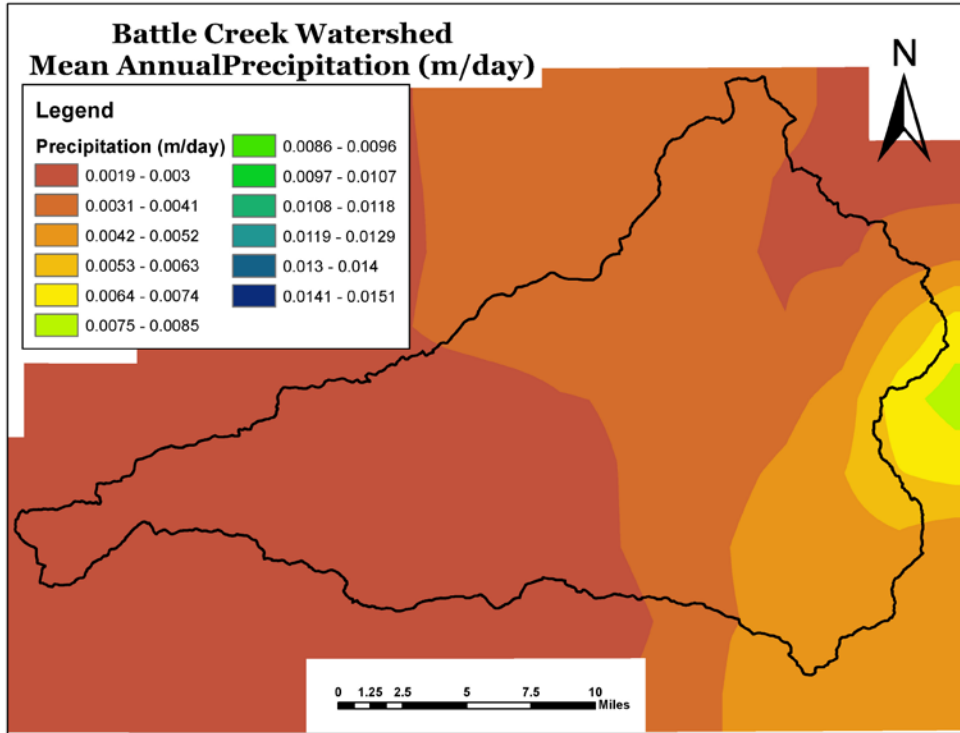 Battle Creek Watershed
Mean AnnualPrecipitation (m/day)
N
Legend
Precipitation (m/day)
0.0019 - 0.003
0.0031 - 0.0041
0.0042 - 0.0052
0.0053 - 0.0063
0.0064 - 0.0074
0.0075 - 0.0085
0.0086 - 0.0096
0.0097 - 0.0107
0.0108 - 0.0118
0.0119 - 0.0129
0.013 - 0.014
0.0141 - 0.0151
0 1.25 2.5 5 7.5 10
Miles